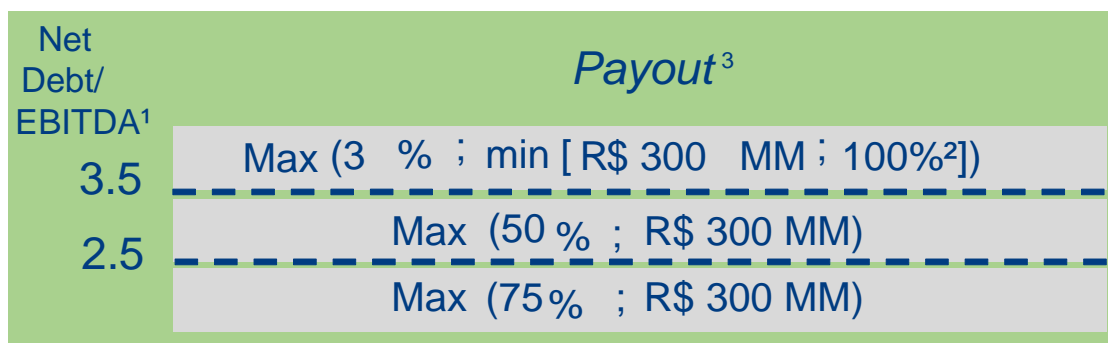 Net
Debt/
EBITDA¹
Payout³
Max (3 % ; min [ R$ 300 MM ; 100%²])
3.5
Max (50 % ; R$ 300 MM)
2.5
Max (75% ; R$ 300 MM)